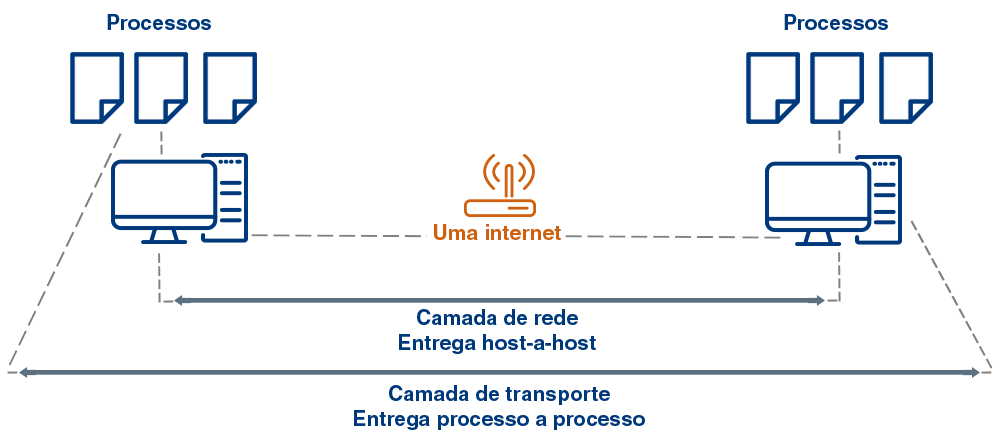 Processos
Processos
Uma internet
Camada de rede
Entrega host-a-host
Camada de transporte
Entrega processo a processo